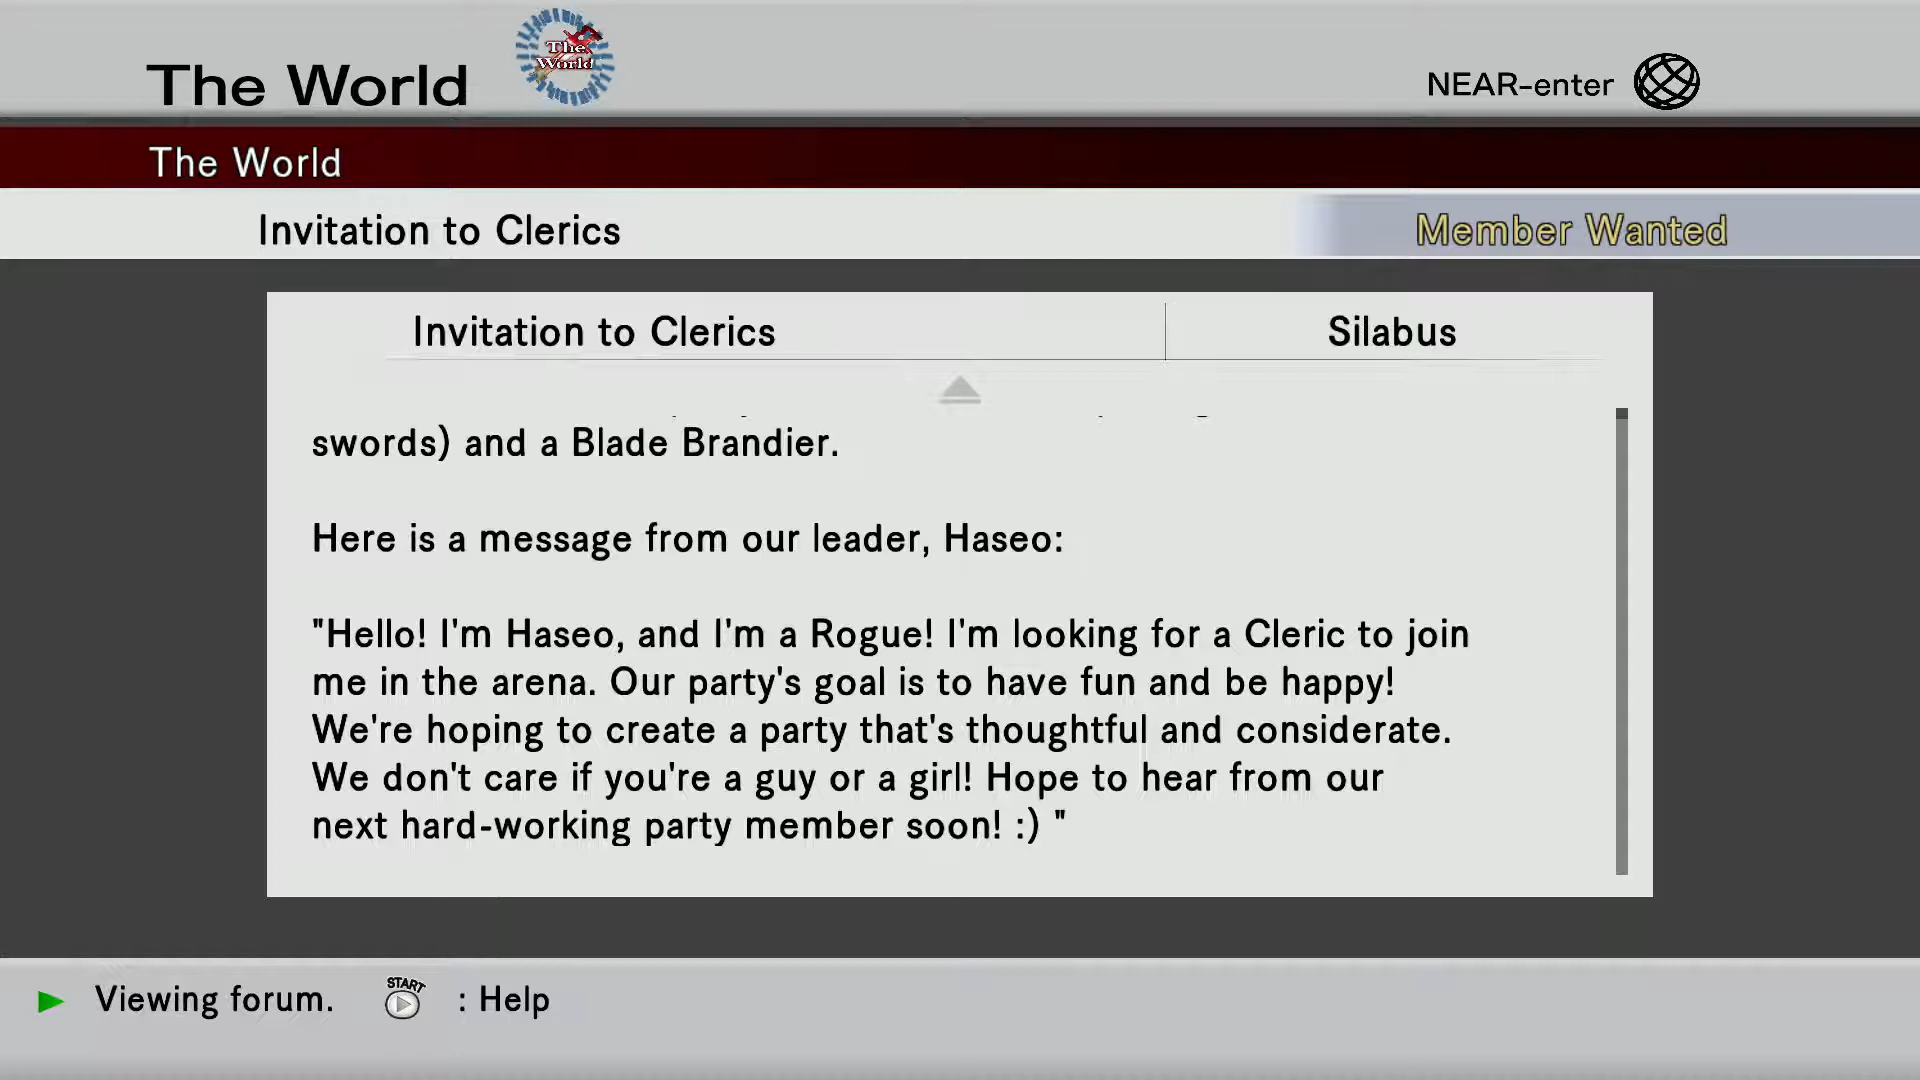 The World
The World
NEAR-enter
The World
Invitation to Clerics
Member Wanted
Invitation to Clerics
Silabus
swords) and a Blade Brandier.
Here is a message from our leader, Haseo:
"Hello! I'm Haseo, and I'm a Rogue! I'm looking for a Cleric to join
me in the arena. Our party's goal is to have fun and be happy!
We're hoping to create a party that's thoughtful and considerate.
We don't care if you're a guy or a girl! Hope to hear from our
next hard-working party member soon! :) "
Viewing forum.
START
: Help